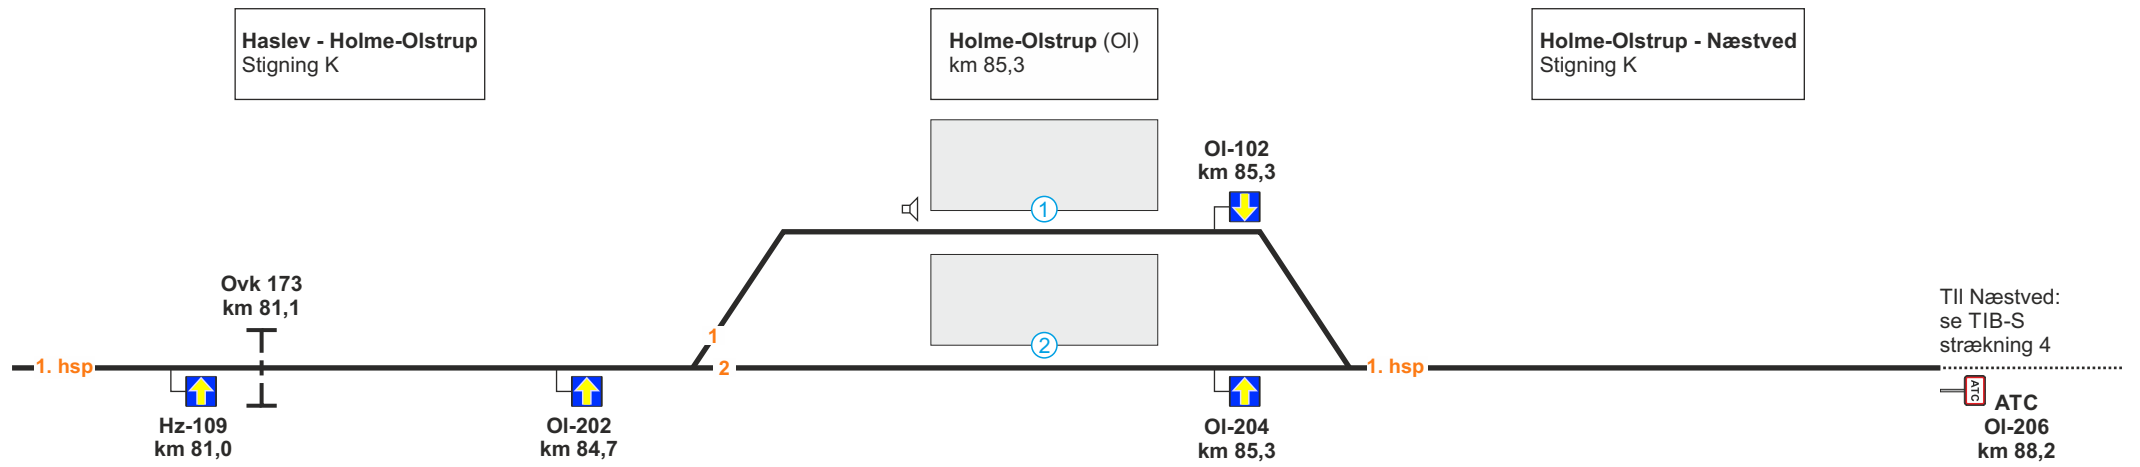 Haslev - Holme-Olstrup
Stigning K
Holme-Olstrup (Ol)
km 85,3
Holme-Olstrup - Næstved
Stigning K
Ol-102
km 85,3
1
Ovk 173
km 81,1
1
2
TIl Næstved:
se TIB-S
strækning 4
1. hsp
2
1. hsp
Hz-109
km 81,0
Ol-202
km 84,7
Ol-204
km 85,3
ATC
ATC
Ol-206
km 88,2